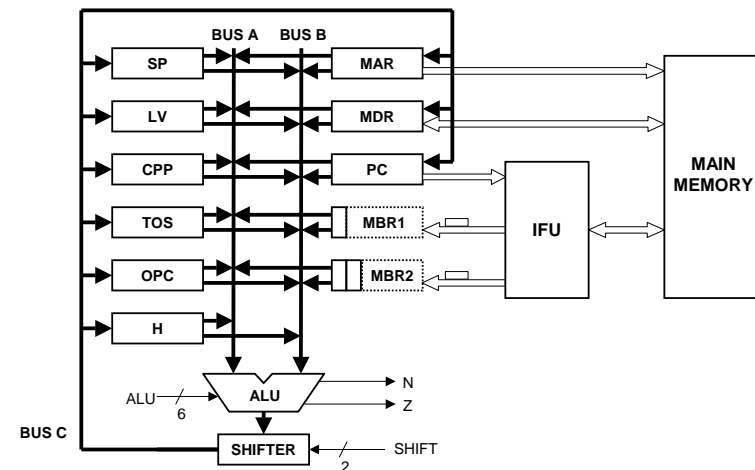 BUS A BUS B
SP MAR
LV MDR
CPP PC
TOS MBR1
OPC MBR2
H
IFU
MAIN
MEMORY
ALU
6
ALU
N
Z
BUS C
SHIFTER
2
SHIFT